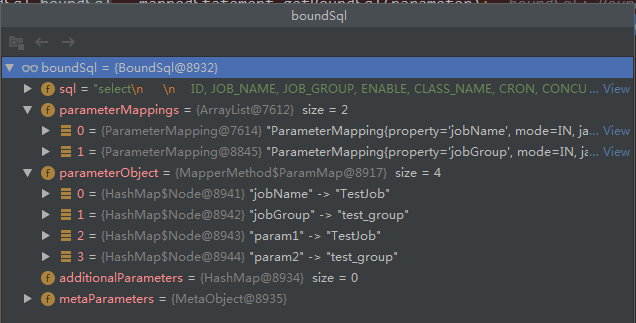 boundSql
boundSql = {BoundSql@8932}
sql = "select\n    \n    ID, JOB_NAME, JOB_GROUP, ENABLE, CLASS_NAME, CRON, CONCU... View
parameterMappings = {ArrayList@7612}  size = 2
0 = {ParameterMapping@7614} "ParameterMapping{property='jobName', mode=IN, ja... View
1 = {ParameterMapping@8845} "ParameterMapping{property='jobGroup', mode=IN, j... View
parameterObject = {MapperMethod$ParamMap@8917}  size = 4
0 = {HashMap$Node@8941} "jobName" -> "TestJob"
1 = {HashMap$Node@8942} "jobGroup" -> "test_group"
2 = {HashMap$Node@8943} "param1" -> "TestJob"
3 = {HashMap$Node@8944} "param2" -> "test_group"
additionalParameters = {HashMap@8934}  size = 0
metaParameters = {MetaObject@8935}